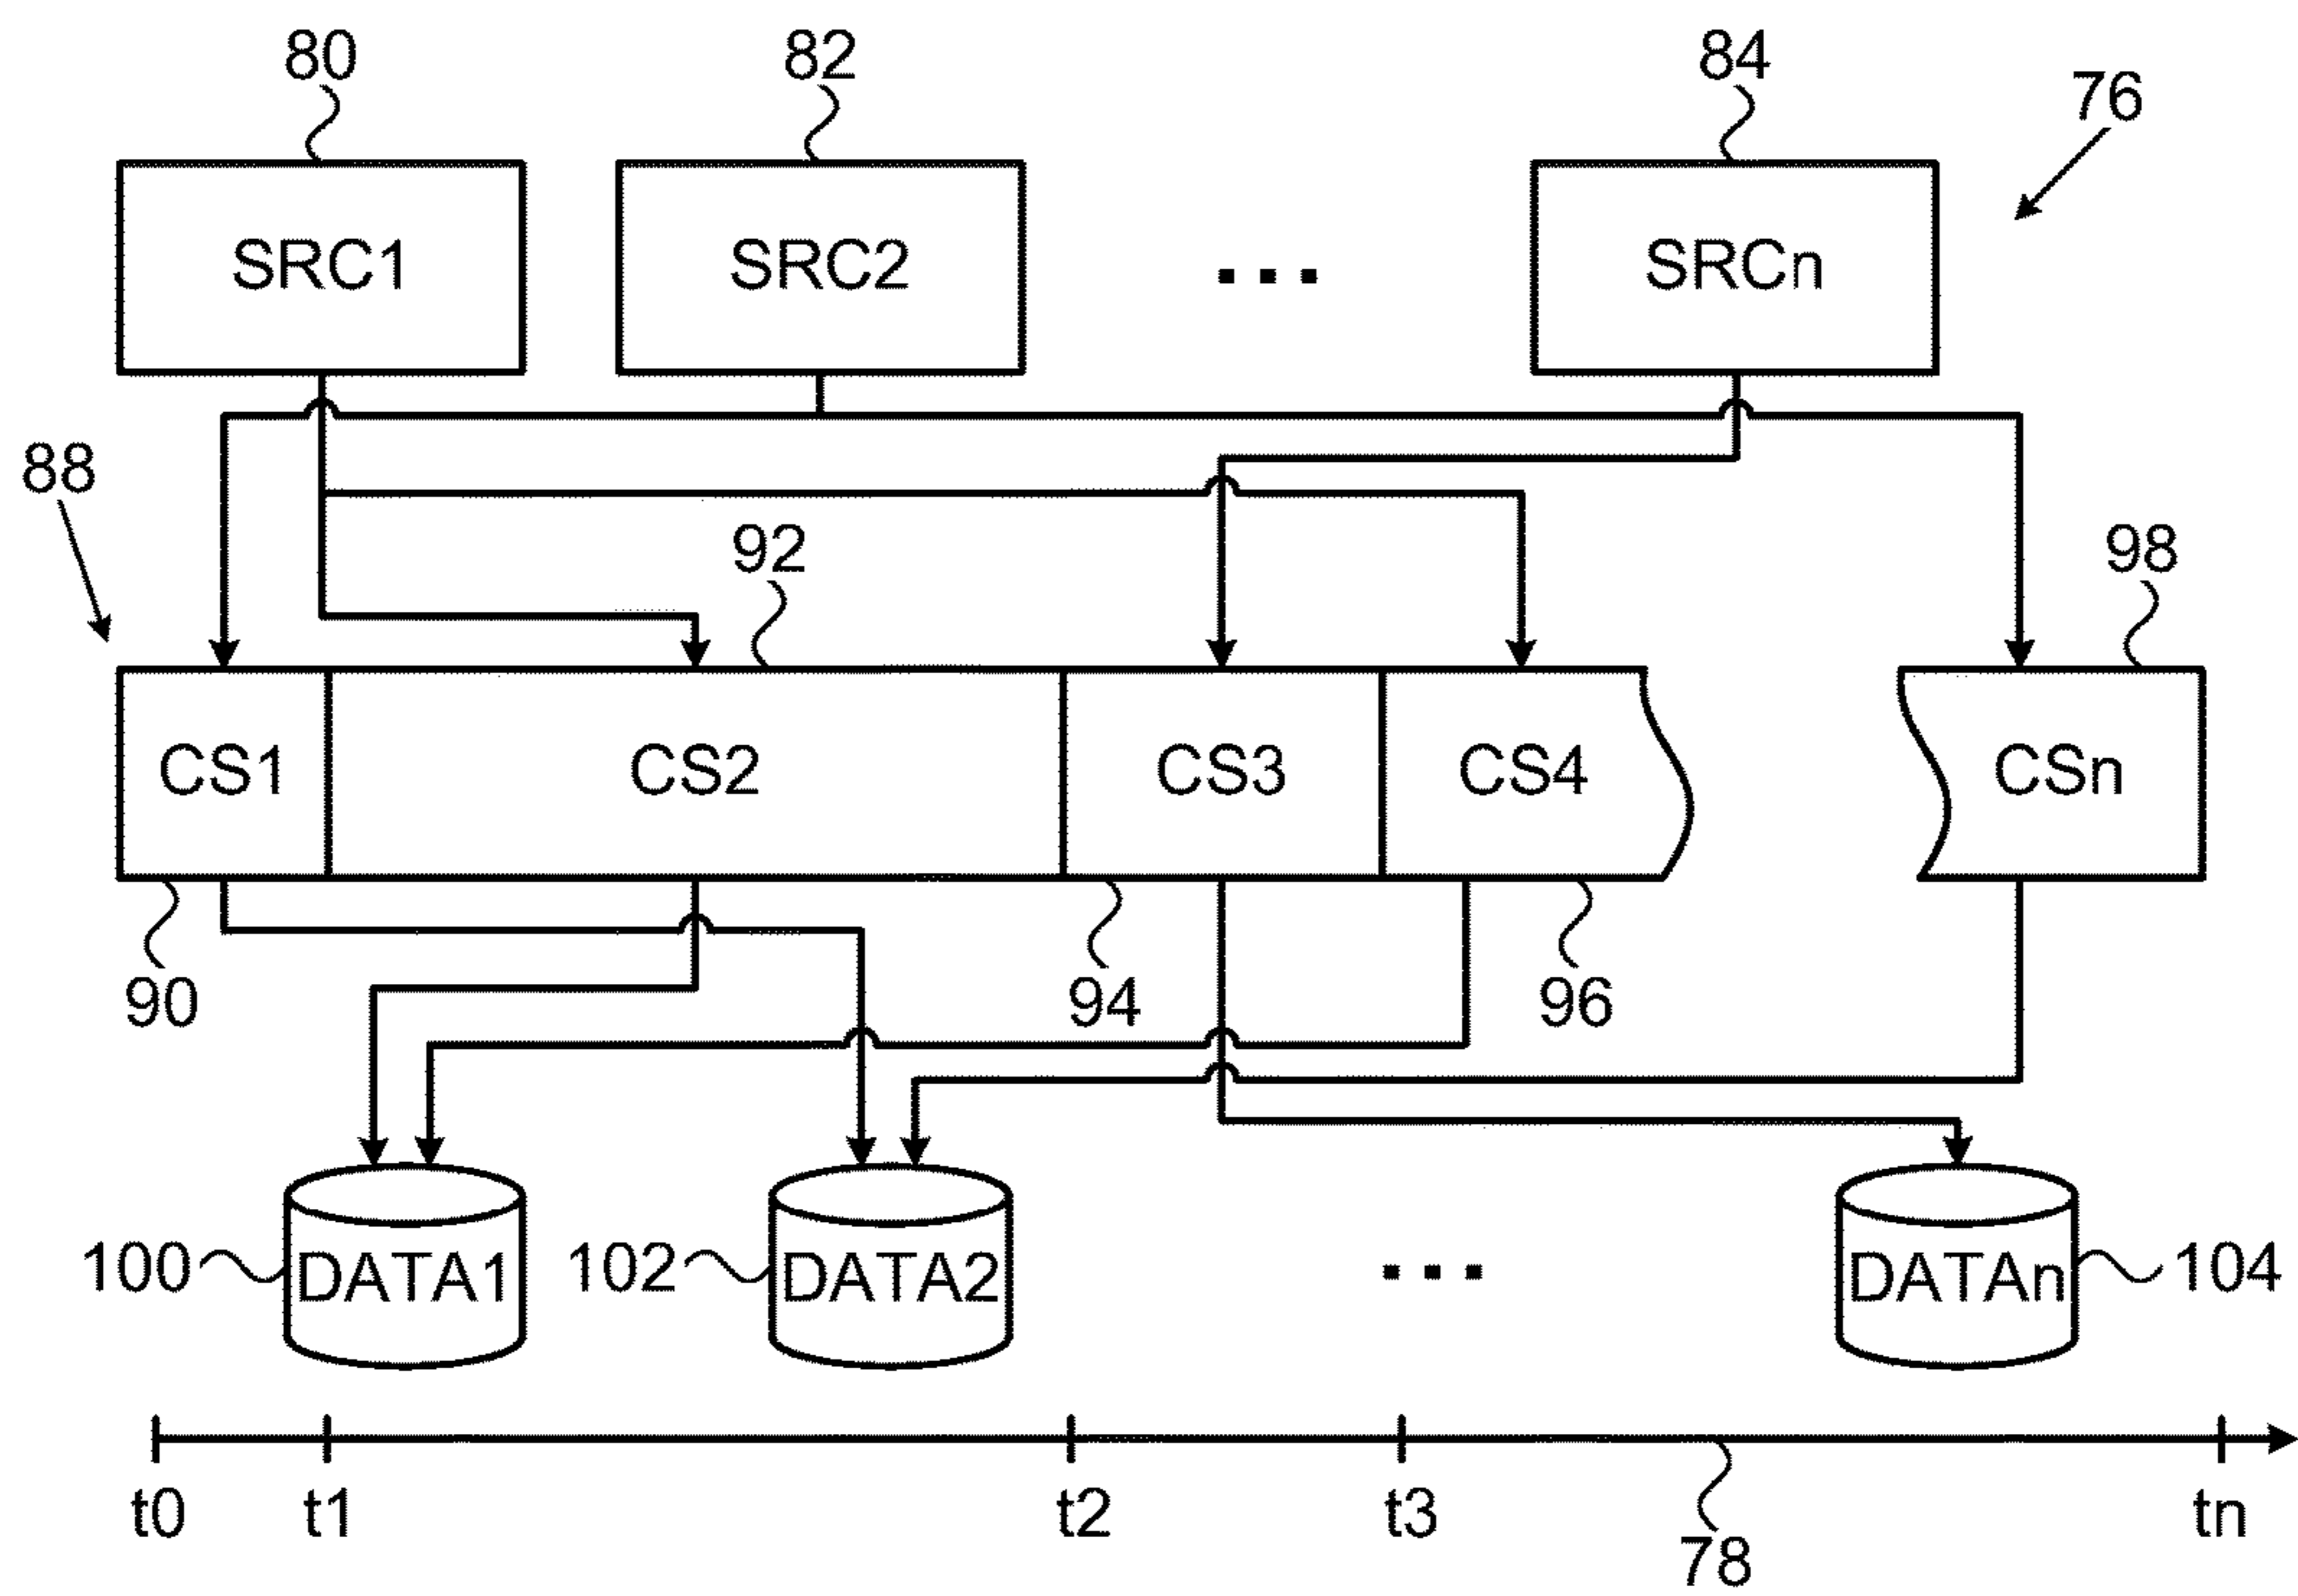 80 82 84
76
SRC1 SRC2 ... SRCn
88
92 98
CS1 CS2 CS3 CS4 CSn
90 94 96
100 DATA1 102 DATA2 ... DATAn 104
t0 t1 t2 t3 tn
78